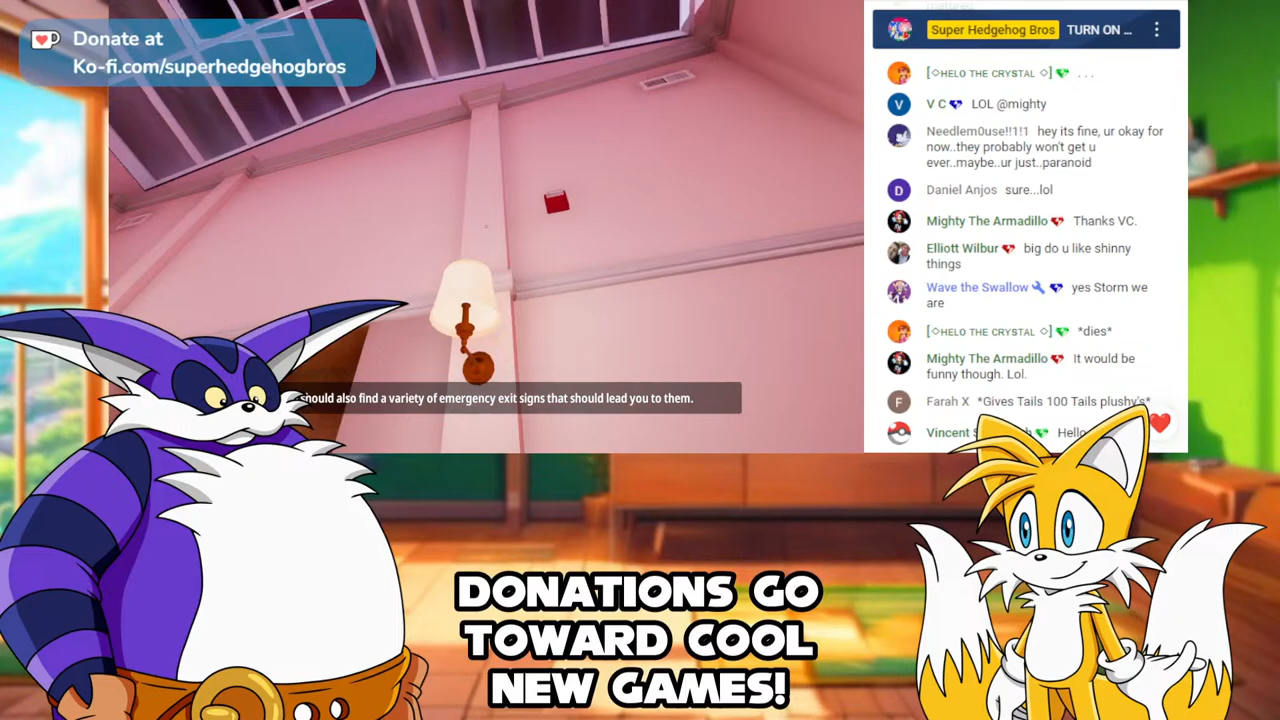 Donate at
Ko-fi.com/superhedgehogbros
should also find a variety of emergency exit signs that should lead you to them.
matured
Super Hedgehog Bros TURN ON ...
[◇HELO THE CRYSTAL ◇] . . .
V C LOL @mighty
Needlem0use!!1!1 hey its fine, ur okay for
now..they probably won't get u
ever..maybe..ur just..paranoid
Daniel Anjos sure...lol
Mighty The Armadillo Thanks VC.
Elliott Wilbur big do u like shinny
things
Wave the Swallow yes Storm we
are
[◇HELO THE CRYSTAL ◇] *dies*
Mighty The Armadillo It would be
funny though. Lol.
Farah X *Gives Tails 100 Tails plushy's*
Vincent
DONATIONS GO
TOWARD COOL
NEW GAMES!